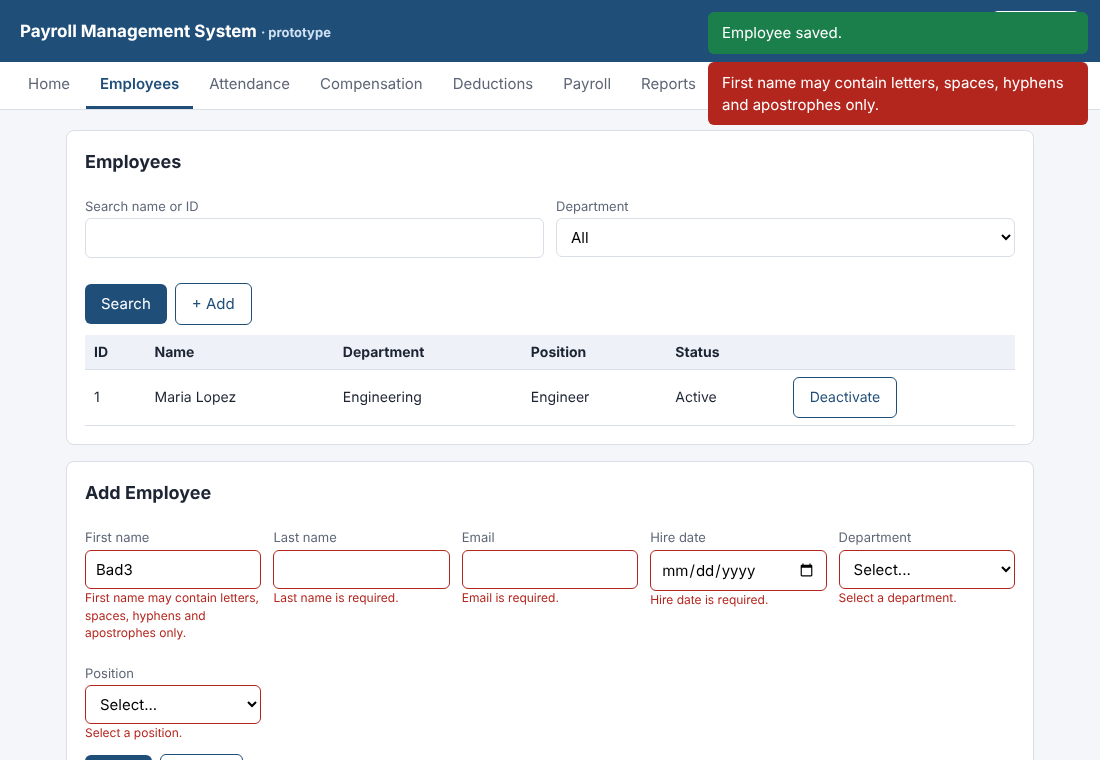 Payroll Management System · prototype
Employee saved.
First name may contain letters, spaces, hyphens
and apostrophes only.
Home Employees Attendance Compensation Deductions Payroll Reports
Employees
Search name or ID Department
All
Search + Add
ID Name Department Position Status
1 Maria Lopez Engineering Engineer Active Deactivate
Add Employee
First name Last name Email Hire date Department
Bad3 mm/dd/yyyy Select...
First name may contain letters, Last name is required. Email is required. Hire date is required. Select a department.
spaces, hyphens and
apostrophes only.
Position
Select...
Select a position.